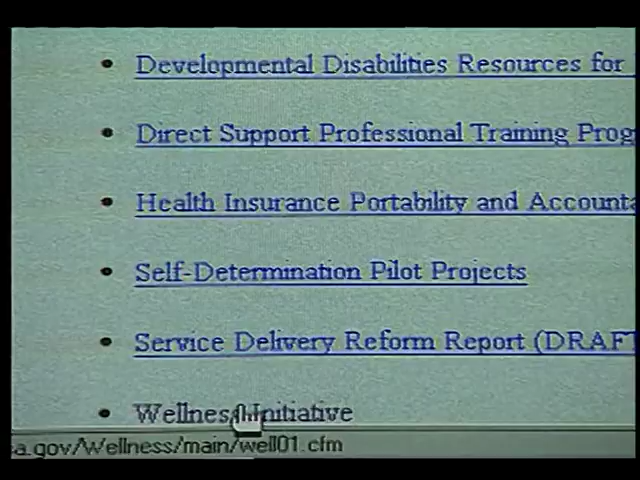 Developmental Disabilities Resources for
Direct Support Professional Training Prog
Health Insurance Portability and Accounta
Self-Determination Pilot Projects
Service Delivery Reform Report (DRAFT
Wellness Initiative
a.gov/Wellness/main/well01.cfm